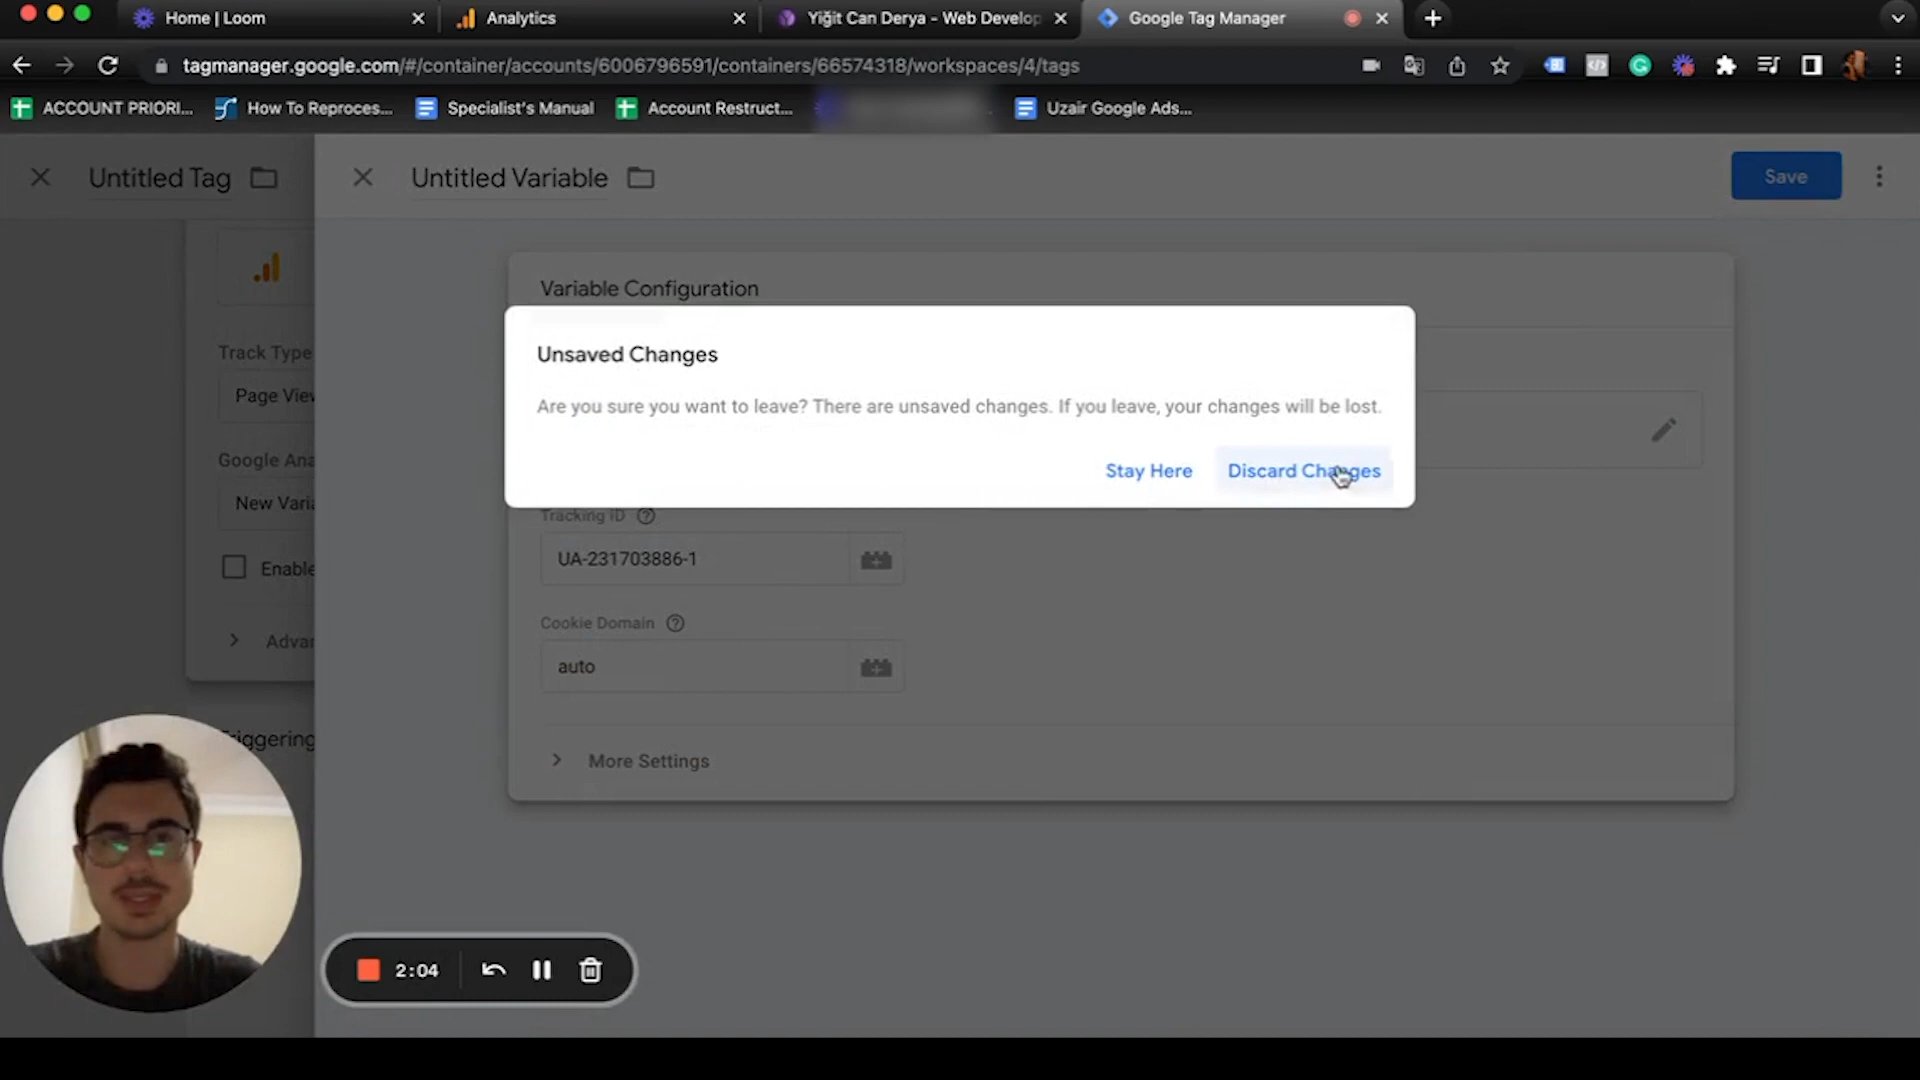 Home | Loom
Analytics
Yiğit Can Derya - Web Develop
Google Tag Manager
tagmanager.google.com/#/container/accounts/6006796591/containers/66574318/workspaces/4/tags
ACCOUNT PRIORI...
How To Reproces...
Specialist's Manual
Account Restruct...
Uzair Google Ads...
Untitled Tag
Untitled Variable
Save
Variable Configuration
Unsaved Changes
Are you sure you want to leave? There are unsaved changes. If you leave, your changes will be lost.
Stay Here
Discard Changes
Track Type
Page View
Google Ana
New Varia
Enable
Advan
Triggering
Tracking ID
UA-231703886-1
Cookie Domain
auto
More Settings
2:04